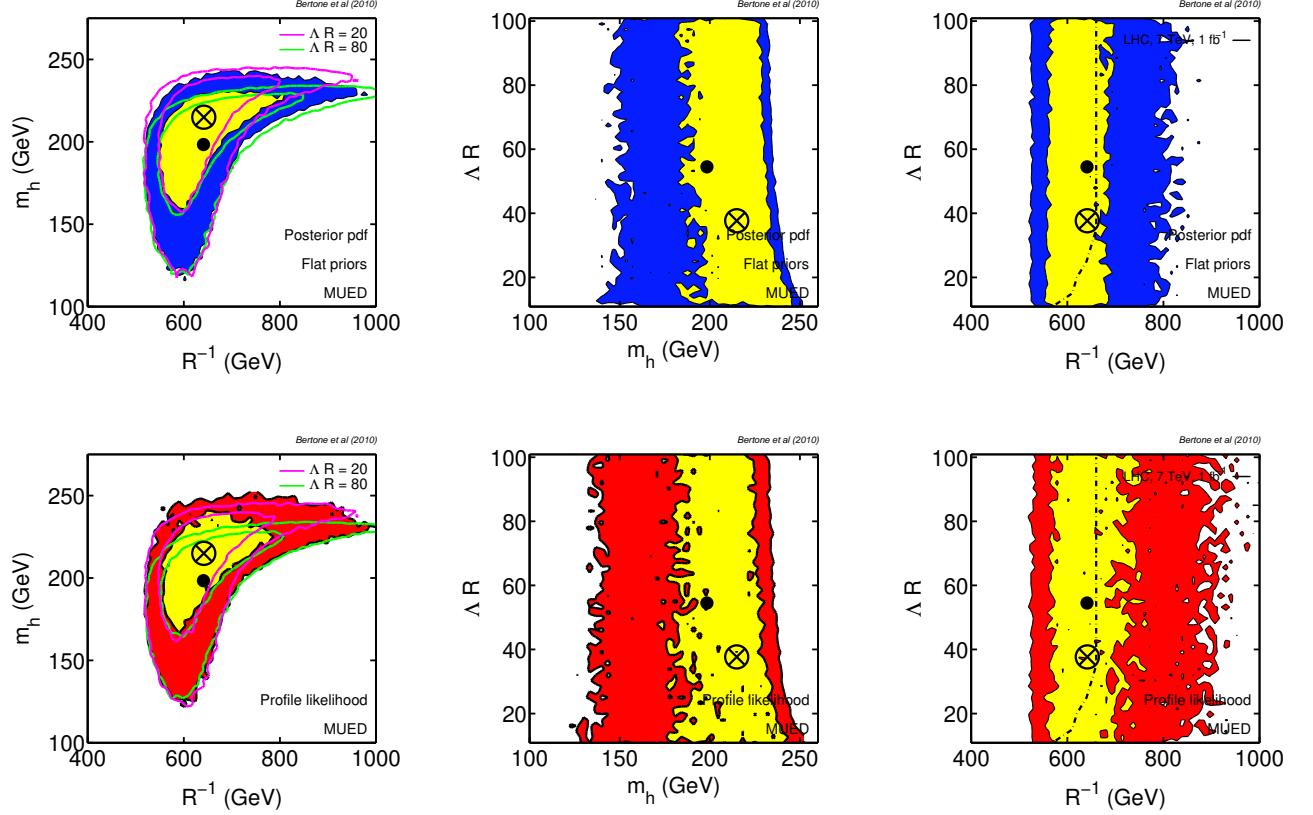 Bertone et al (2010)
Λ R = 20
Λ R = 80
250
200
150
100
m_h (GeV)
Posterior pdf
Flat priors
MUED
400 600 800 1000
R⁻¹ (GeV)
Bertone et al (2010)
100
80
60
40
20
Λ R
Posterior pdf
Flat priors
MUED
100 150 200 250
m_h (GeV)
Bertone et al (2010)
LHC, 7 TeV, 1 fb⁻¹
100
80
60
40
20
Λ R
Posterior pdf
Flat priors
MUED
400 600 800 1000
R⁻¹ (GeV)
Bertone et al (2010)
Λ R = 20
Λ R = 80
250
200
150
100
m_h (GeV)
Profile likelihood
MUED
400 600 800 1000
R⁻¹ (GeV)
Bertone et al (2010)
100
80
60
40
20
Λ R
Profile likelihood
MUED
100 150 200 250
m_h (GeV)
Bertone et al (2010)
LHC, 7 TeV, 1 fb⁻¹
100
80
60
40
20
Λ R
Profile likelihood
MUED
400 600 800 1000
R⁻¹ (GeV)